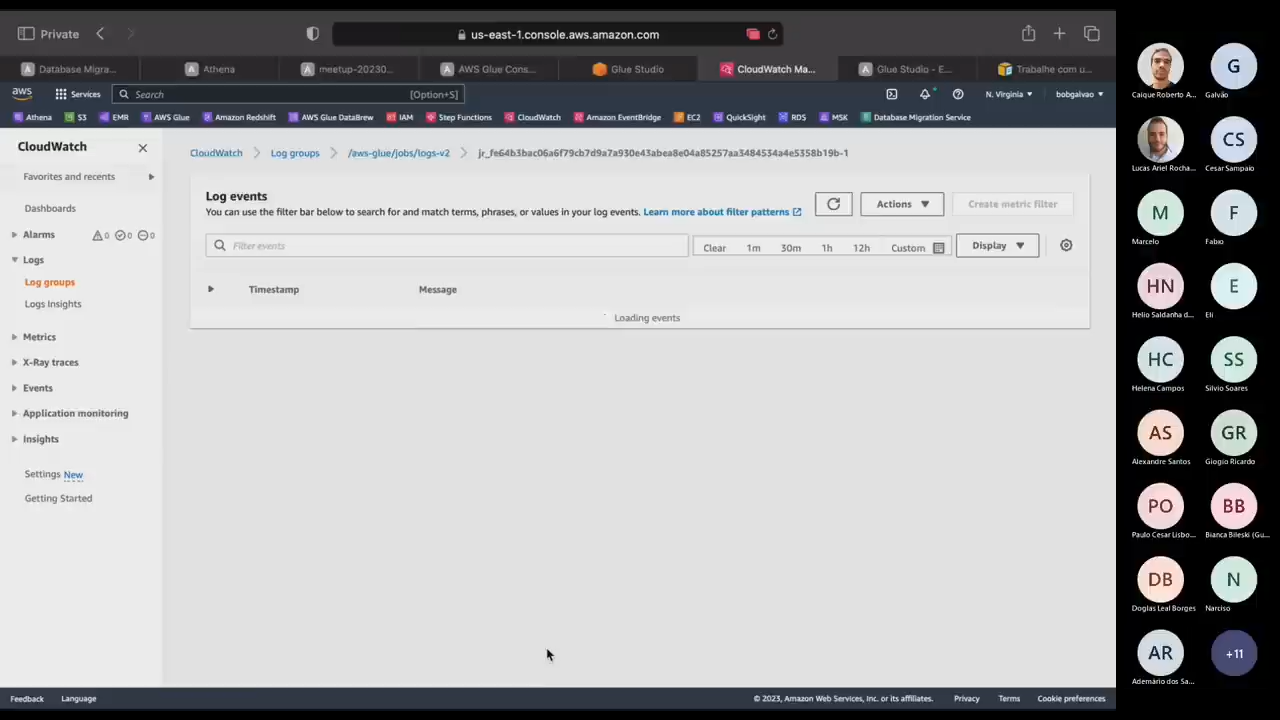 Private
us-east-1.console.aws.amazon.com
Database Migra...
Athena
meetup-20230...
AWS Glue Cons...
Glue Studio
CloudWatch Ma...
Glue Studio - E...
Trabalhe com u...
aws
Services
Search
[Option+S]
N. Virginia
bobgalvao
Athena
S3
EMR
AWS Glue
Amazon Redshift
AWS Glue DataBrew
IAM
Step Functions
CloudWatch
Amazon EventBridge
EC2
QuickSight
RDS
MSK
Database Migration Service
CloudWatch
Favorites and recents
Dashboards
Alarms
0
0
0
Logs
Log groups
Logs Insights
Metrics
X-Ray traces
Events
Application monitoring
Insights
Settings New
Getting Started
CloudWatch
Log groups
/aws-glue/jobs/logs-v2
jr_fe64b3bac06a6f79cb7d9a7a930e43abea8e04a85257aa3484534a4e5358b19b-1
Log events
You can use the filter bar below to search for and match terms, phrases, or values in your log events. Learn more about filter patterns
Actions
Create metric filter
Filter events
Clear
1m
30m
1h
12h
Custom
Display
Timestamp
Message
Loading events
Feedback
Language
© 2023, Amazon Web Services, Inc. or its affiliates.
Privacy
Terms
Cookie preferences
Caique Roberto A...
G
Galvão
Lucas Ariel Rocha...
CS
Cesar Sampaio
M
Marcelo
F
Fabio
HN
Helio Saldanha d...
E
Eli
HC
Helena Campos
SS
Silvio Soares
AS
Alexandre Santos
GR
Giogio Ricardo
PO
Paulo Cesar Lisbo...
BB
Bianca Bileski (Gu...
DB
Doglas Leal Borges
N
Narciso
AR
Ademário dos Sa...
+11